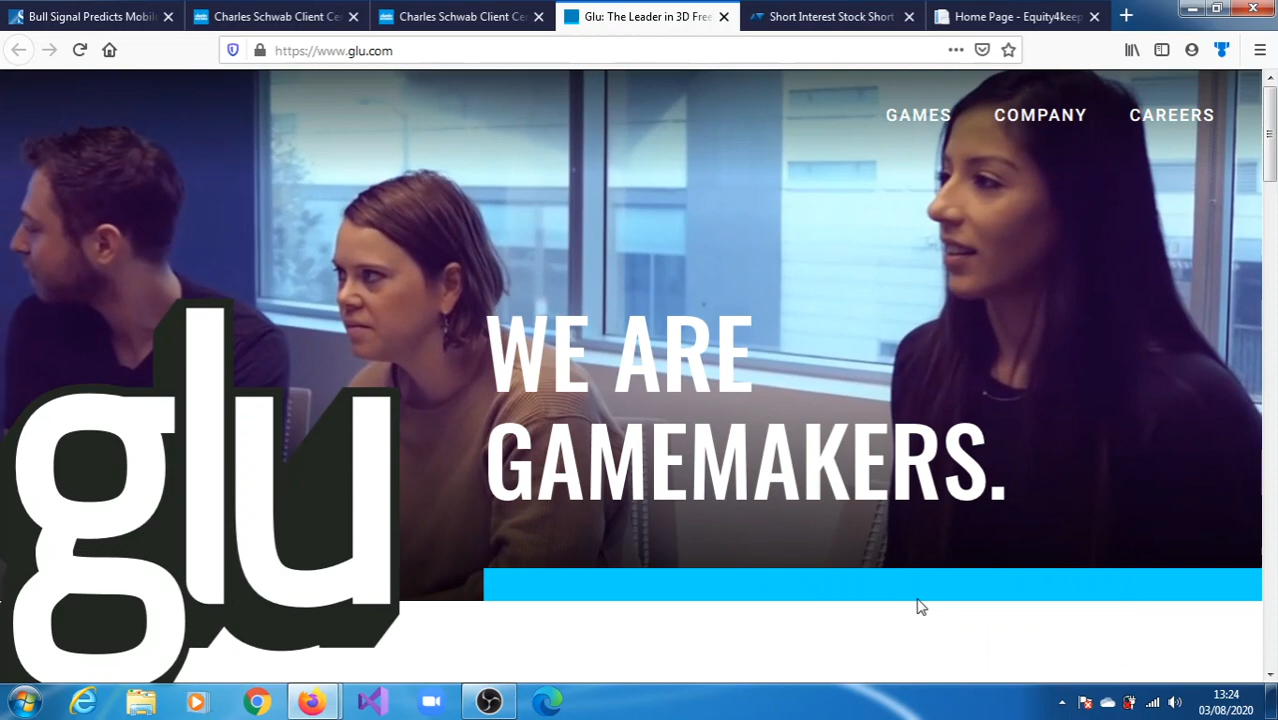 Bull Signal Predicts Mobil
Charles Schwab Client Ce
Charles Schwab Client Ce
Glu: The Leader in 3D Free
Short Interest Stock Short
Home Page - Equity4keep
https://www.glu.com
GAMES COMPANY CAREERS
WE ARE
GAMEMAKERS.
glu
13:24
03/08/2020